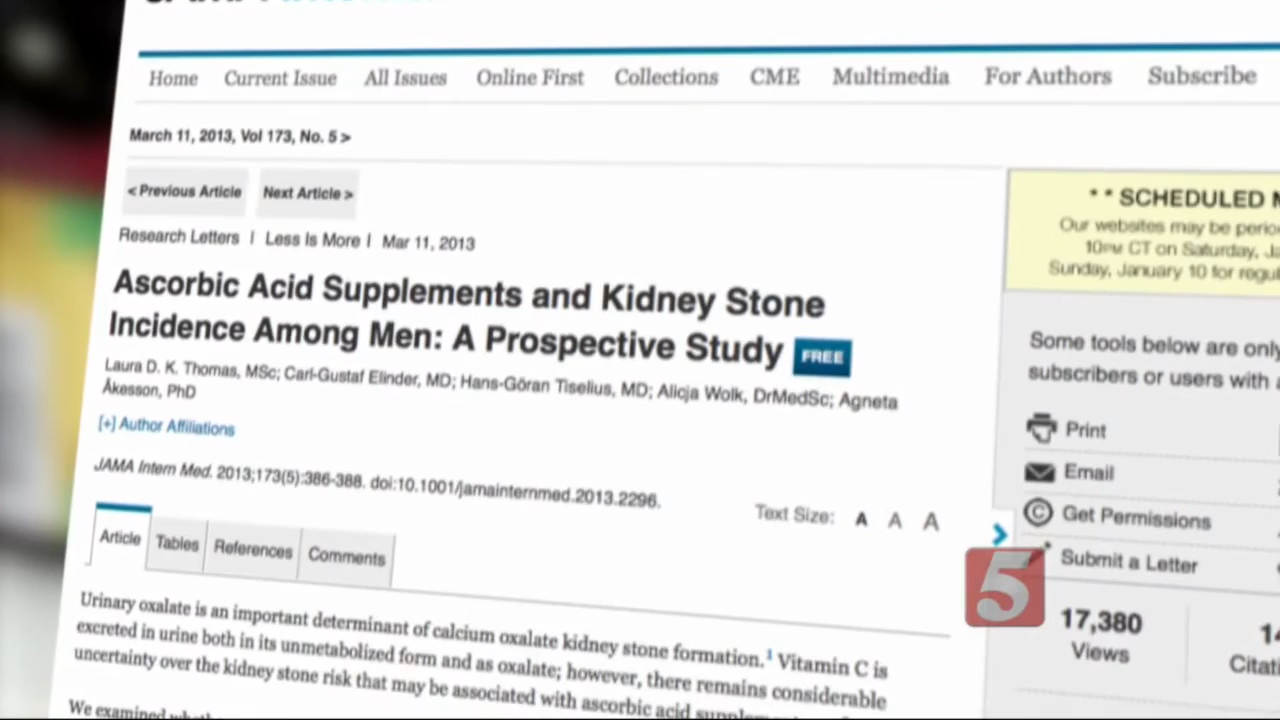 Home Current Issue All Issues Online First Collections CME Multimedia For Authors Subscribe
March 11, 2013, Vol 173, No. 5 >
< Previous Article Next Article >
Research Letters | Less Is More | Mar 11, 2013
Ascorbic Acid Supplements and Kidney Stone
Incidence Among Men: A Prospective Study FREE
Laura D. K. Thomas, MSc; Carl-Gustaf Elinder, MD; Hans-Göran Tiselius, MD; Alicja Wolk, DrMedSc; Agneta
Åkesson, PhD
[+] Author Affiliations
JAMA Intern Med. 2013;173(5):386-388. doi:10.1001/jamainternmed.2013.2296.
Text Size: A A A
Article Tables References Comments
Urinary oxalate is an important determinant of calcium oxalate kidney stone formation.1 Vitamin C is
excreted in urine both in its unmetabolized form and as oxalate; however, there remains considerable
uncertainty over the kidney stone risk that may be associated with ascorbic acid
We examined
** SCHEDULED
Our websites may be
10PM CT on Saturday,
Sunday, January 10 for
Some tools below are only
subscribers or users with
Print
Email
Get Permissions
Submit a Letter
5
17,380
Views